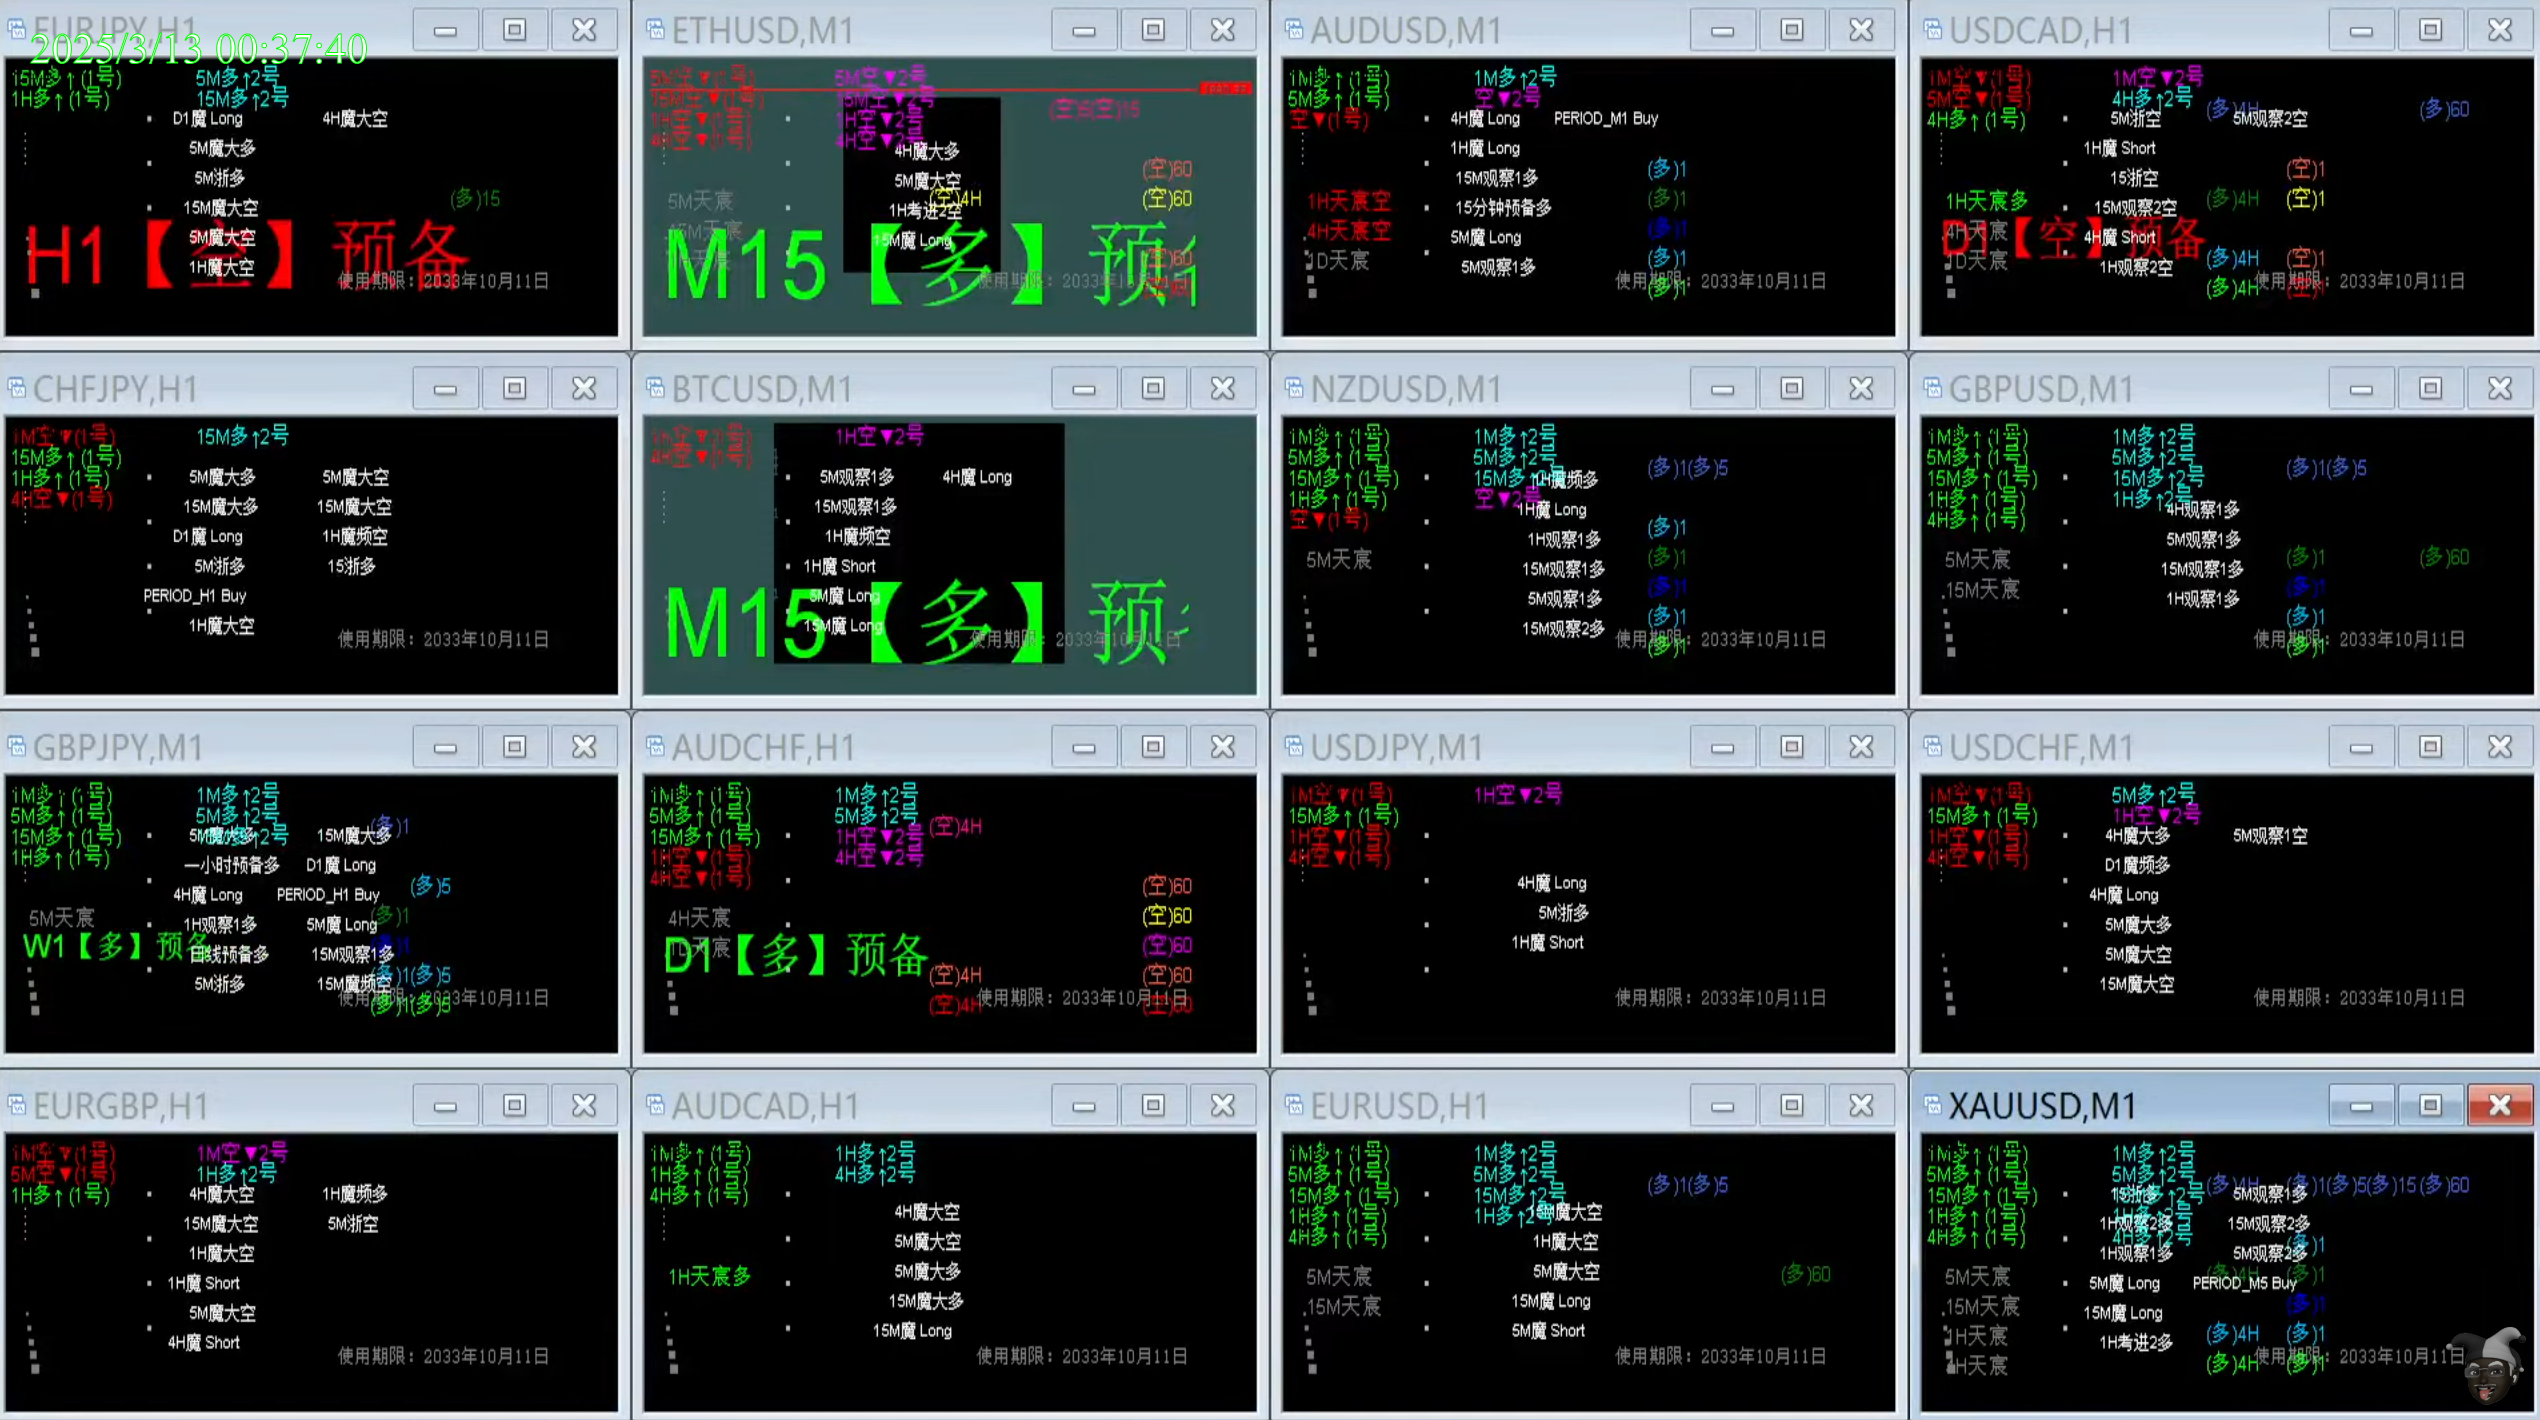 EURJPY,H1
2025/3/13 00:37:40
15M多↑(1号) 5M多↑2号
1H多↑(1号) 15M多↑2号
D1魔 Long 4H魔大空
5M魔大多
5M浙多
(多)15
15M魔大空
5M魔大空
H1【空】预备
1H魔大空
使用期限：2033年10月11日
ETHUSD,M1
5M空▼(1号) 5M空▼2号
15M空▼(1号) 15M空▼2号
1H空▼(1号) 1H空▼2号
4H空▼(1号) 4H空▼2号
4H魔大多
(空)60
5M魔大空
5M天宸 (空)4H (空)60
1H考进2空
15M天宸
15M魔 Long
M15【多】
(空)60
AUDUSD,M1
1M多↑(1号) 1M多↑2号
5M多↑(1号) 空▼2号
空▼(1号) 4H魔 Long PERIOD_M1 Buy
1H魔 Long
15M观察1多 (多)1
1H天宸空 15分钟预备多 (多)1
4H天宸空 5M魔 Long (多)1
1D天宸 5M观察1多 (多)1
使用期限：2033年10月11日
(多)1
USDCAD,H1
1M空▼(1号) 1M空▼2号
5M空▼(1号) 4H多↑2号
4H多↑(1号) 5M浙空 (多)4H 5M观察2空 (多)60
1H魔 Short
15浙空 (空)1
1H天宸多 15M观察2空 (多)4H (空)1
4H天宸 4H魔 Short
D1【空】预备
1D天宸 1H观察2空 (多)4H (空)1
使用期限：2033年10月11日
(多)4H
CHFJPY,H1
1M空▼(1号) 15M多↑2号
15M多↑(1号)
1H多↑(1号) 5M魔大多 5M魔大空
4H空▼(1号) 15M魔大多 15M魔大空
D1魔 Long 1H魔频空
5M浙多 15浙多
PERIOD_H1 Buy
1H魔大空
使用期限：2033年10月11日
BTCUSD,M1
1M空▼(1号) 1H空▼2号
4H空▼(1号)
5M观察1多 4H魔 Long
15M观察1多
1H魔频空
1H魔 Short
5M魔 Long
M15【多】
15M魔 Long
使用期限：2033年10月11日
NZDUSD,M1
1M多↑(1号) 1M多↑2号
5M多↑(1号) 5M多↑2号 (多)1(多)5
15M多↑(1号) 15M多↑2号 1H魔频多
1H多↑(1号) 空▼2号
空▼(1号) 1H魔 Long
(多)1
1H观察1多
5M天宸 (多)1
15M观察1多
(多)1
5M观察1多
(多)1
15M观察2多
使用期限：2033年10月11日
(多)1
GBPUSD,M1
1M多↑(1号) 1M多↑2号
5M多↑(1号) 5M多↑2号 (多)1(多)5
15M多↑(1号) 15M多↑2号
1H多↑(1号) 1H多↑2号
4H多↑(1号) 4H观察1多
5M观察1多
5M天宸 (多)1 (多)60
15M观察1多
15M天宸 (多)1
1H观察1多
(多)1
使用期限：2033年10月11日
(多)1
GBPJPY,M1
1M多↑(1号) 1M多↑2号
5M多↑(1号) 5M多↑2号 (多)1
15M多↑(1号) 5M魔大多 15M魔大多
1H多↑(1号) 一小时预备多 D1魔 Long
4H魔 Long PERIOD_H1 Buy (多)5
5M天宸 1H观察1多 5M魔 Long (多)1
W1【多】预备
日线预备多 15M观察1多
5M浙多 15M魔频空 (多)1(多)5
使用期限：2033年10月11日
(多)1(多)5
AUDCHF,H1
1M多↑(1号) 1M多↑2号
5M多↑(1号) 5M多↑2号 (空)4H
15M多↑(1号) 1H空▼2号
1H空▼(1号) 4H空▼2号
4H空▼(1号) (空)60
4H天宸 (空)60
D1【多】预备 (空)60
(空)4H (空)60
(空)4H 使用期限：2033年10月11日 (空)60
USDJPY,M1
1M空▼(1号) 1H空▼2号
15M多↑(1号)
1H空▼(1号)
4H空▼(1号)
4H魔 Long
5M浙多
1H魔 Short
使用期限：2033年10月11日
USDCHF,M1
1M空▼(1号) 5M多↑2号
15M多↑(1号) 1H空▼2号
1H空▼(1号) 4H魔大多 5M观察1空
4H空▼(1号) D1魔频多
4H魔 Long
5M魔大多
5M魔大空
15M魔大空
使用期限：2033年10月11日
EURGBP,H1
1M空▼(1号) 1M空▼2号
5M空▼(1号) 1H多↑2号
1H多↑(1号) 4H魔大空 1H魔频多
15M魔大空 5M浙空
1H魔大空
1H魔 Short
5M魔大空
4H魔 Short
使用期限：2033年10月11日
AUDCAD,H1
1M多↑(1号) 1H多↑2号
1H多↑(1号) 4H多↑2号
4H多↑(1号) 4H魔大空
5M魔大空
1H天宸多 5M魔大多
15M魔大多
15M魔 Long
使用期限：2033年10月11日
EURUSD,H1
1M多↑(1号) 1M多↑2号
5M多↑(1号) 5M多↑2号 (多)1(多)5
15M多↑(1号) 15M多↑2号
1H多↑(1号) 1H多↑2号 15M魔大空
4H多↑(1号) 1H魔大空
5M天宸 5M魔大空 (多)60
15M天宸 15M魔 Long
5M魔 Long
使用期限：2033年10月11日
XAUUSD,M1
1M多↑(1号) 1M多↑2号
5M多↑(1号) 5M多↑2号 (多)4H (多)1(多)5(多)15(多)60
15M多↑(1号) 15浙多 5M观察1多
1H多↑(1号) 1H观察2多 15M观察2多
4H多↑(1号) 4H多↑2号 (多)1
1H观察1多 5M观察2多
5M天宸 5M魔 Long PERIOD_M5 Buy (多)4H (多)1
15M天宸 15M魔 Long (多)1
1H天宸 1H考进2多 (多)4H (多)1
4H天宸 (多)4H 使用期限：2033年10月11日 (多)1